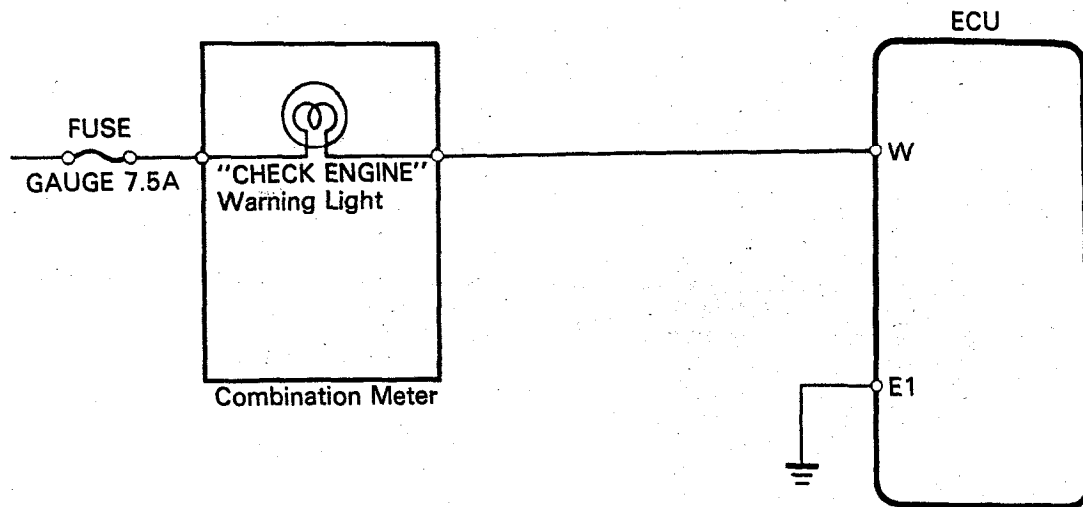 ECU
FUSE
GAUGE 7.5A
"CHECK ENGINE"
Warning Light
W
Combination Meter
E1